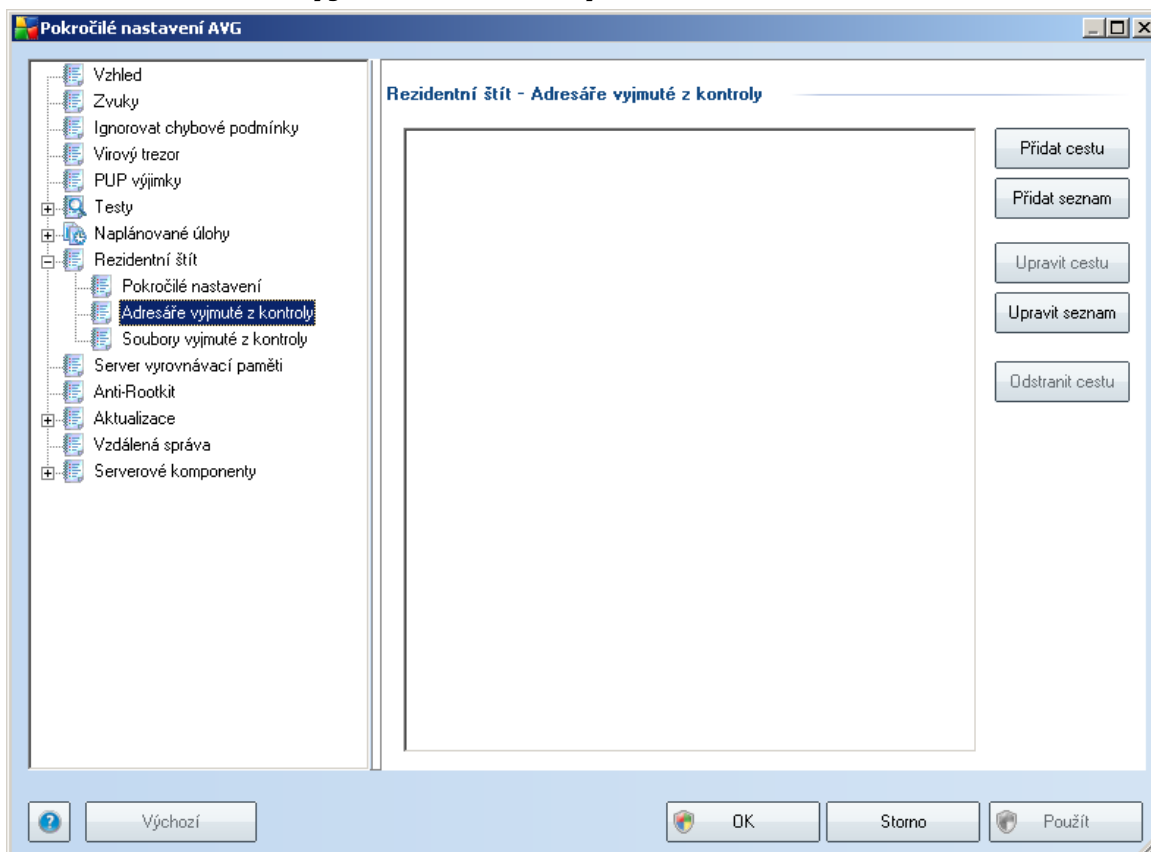 Pokročilé nastavení AVG
Vzhled
Zvuky
Ignorovat chybové podmínky
Virový trezor
PUP výjimky
Testy
Naplánované úlohy
Rezidentní štít
Pokročilé nastavení
Adresáře vyjmuté z kontroly
Soubory vyjmuté z kontroly
Server vyrovnávací paměti
Anti-Rootkit
Aktualizace
Vzdálená správa
Serverové komponenty
Rezidentní štít - Adresáře vyjmuté z kontroly
Přidat cestu
Přidat seznam
Upravit cestu
Upravit seznam
Odstranit cestu
Výchozí
OK
Storno
Použít